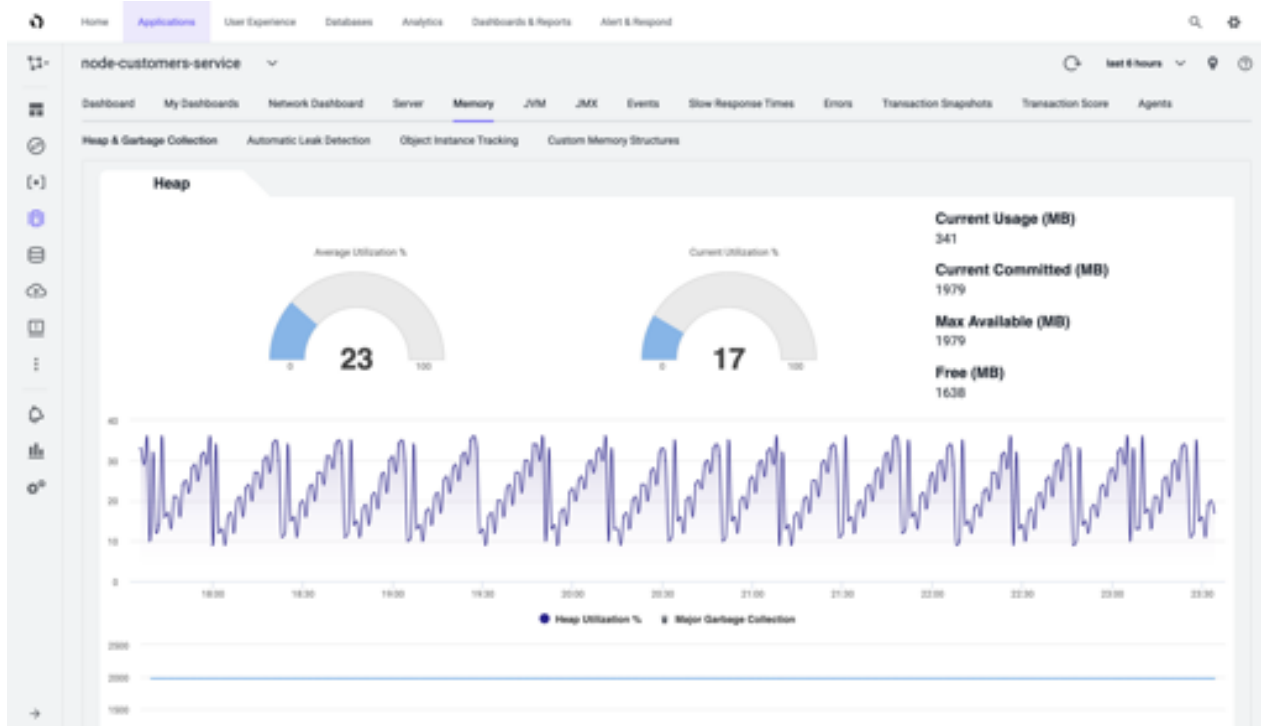 Home Applications User Experience Databases Analytics Dashboards & Reports Alert & Respond
node-customers-service last 6 hours
Dashboard My Dashboards Network Dashboard Server Memory JVM JMX Events Slow Response Times Errors Transaction Snapshots Transaction Score Agents
Heap & Garbage Collection Automatic Leak Detection Object Instance Tracking Custom Memory Structures
Heap
Average Utilization %
23
0 100
Current Utilization %
17
0 100
Current Usage (MB)
341
Current Committed (MB)
1979
Max Available (MB)
1979
Free (MB)
1638
40
30
20
10
0
18:00 18:30 19:00 19:30 20:00 20:30 21:00 21:30 22:00 22:30 23:00 23:30
Heap Utilization % Major Garbage Collection
2500
2000
1500